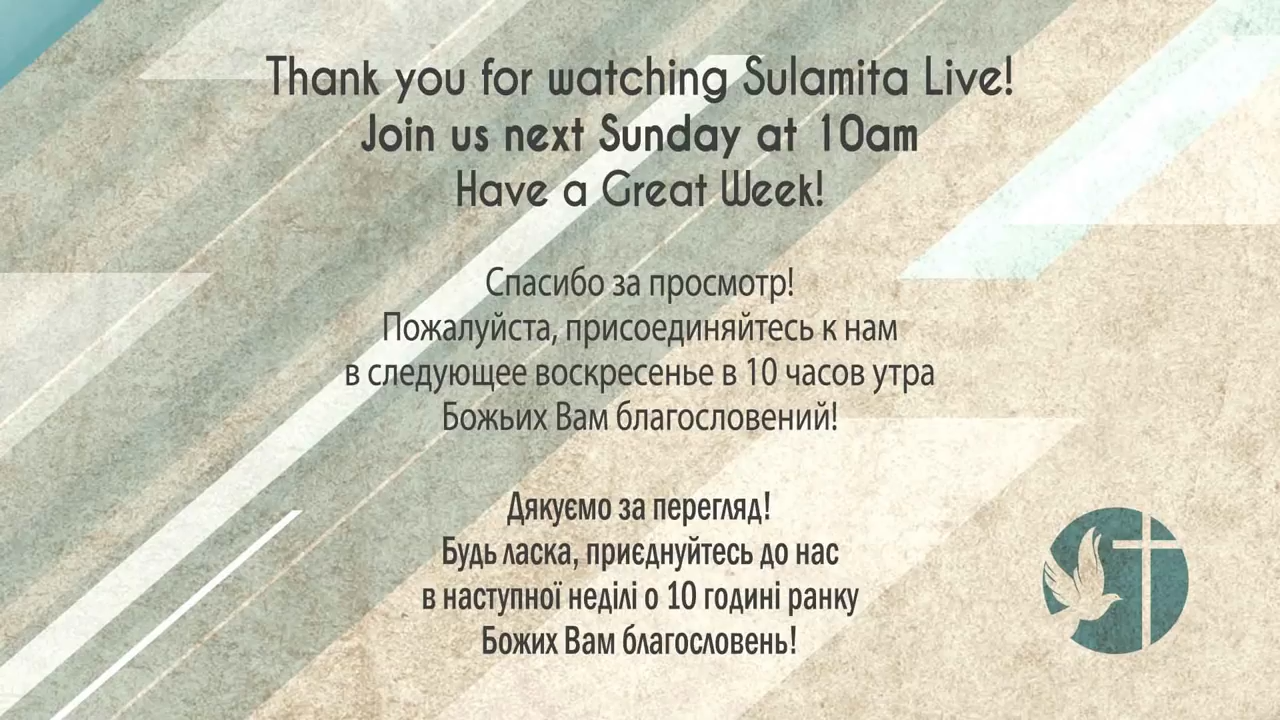 Thank you for watching Sulamita Live!
Join us next Sunday at 10am
Have a Great Week!
Спасибо за просмотр!
Пожалуйста, присоединяйтесь к нам
в следующее воскресенье в 10 часов утра
Божьих Вам благословений!
Дякуємо за перегляд!
Будь ласка, приєднуйтесь до нас
в наступної неділі о 10 годині ранку
Божих Вам благословень!